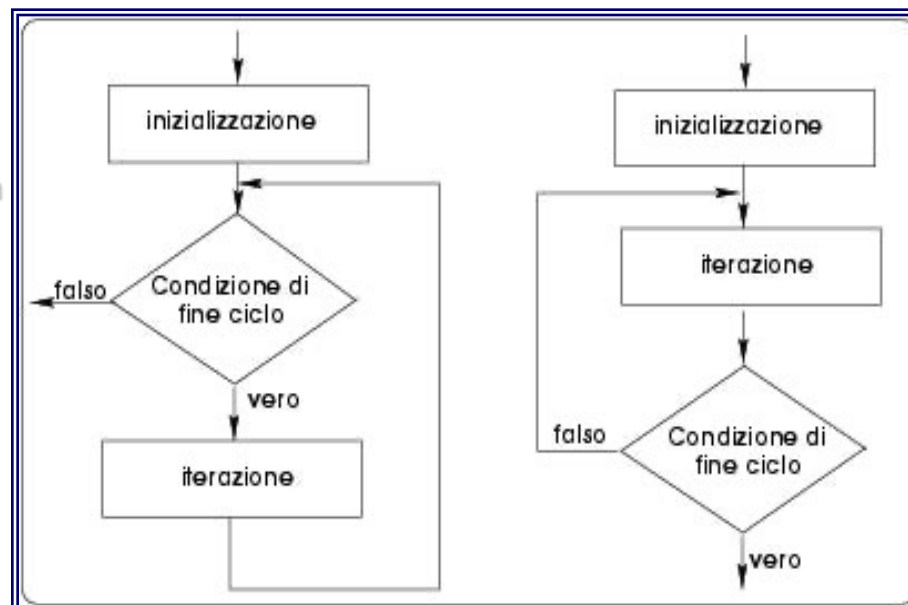 inizializzazione
Condizione di
fine ciclo
falso
vero
iterazione
inizializzazione
iterazione
Condizione di
fine ciclo
falso
vero